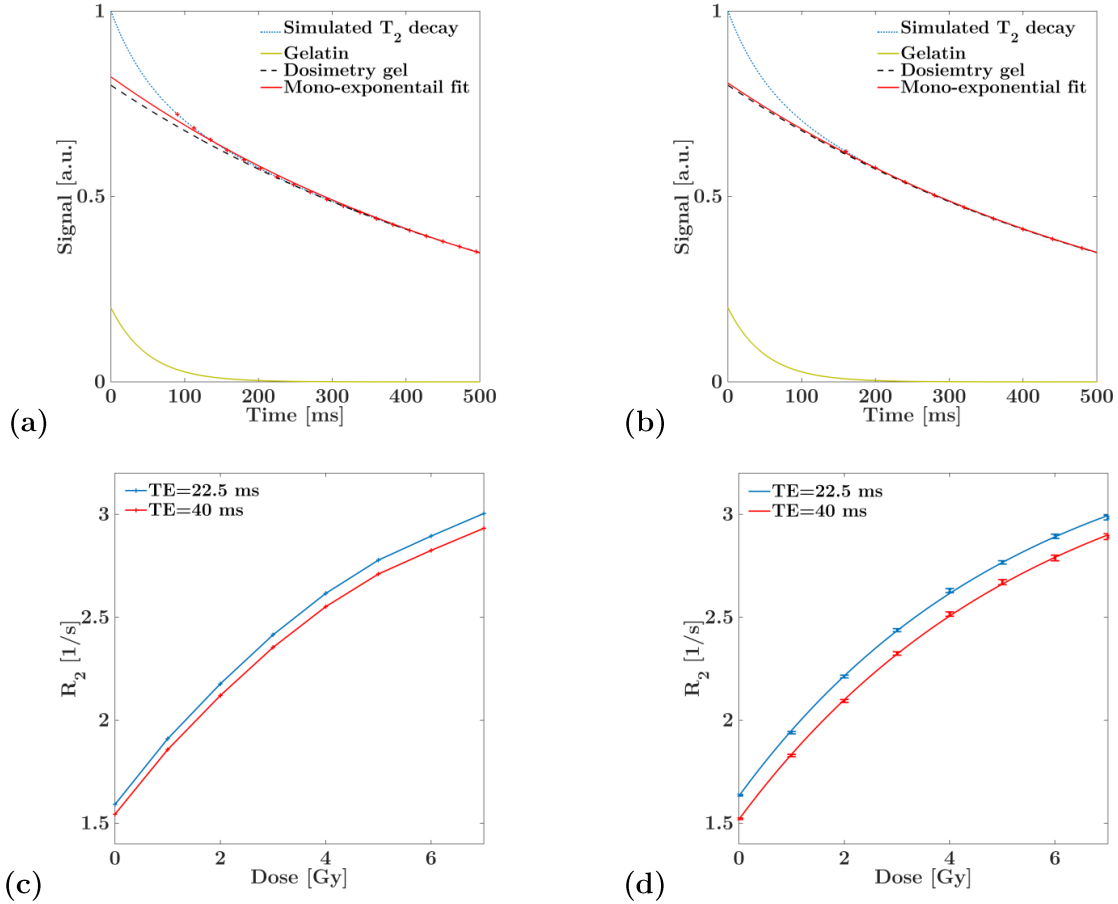 1
0.5
0
Signal [a.u.]
Simulated T2 decay
Gelatin
Dosimetry gel
Mono-exponentail fit
0 100 200 300 400 500
Time [ms]
(a)
1
0.5
0
Signal [a.u.]
Simulated T2 decay
Gelatin
Dosiemtry gel
Mono-exponential fit
0 100 200 300 400 500
Time [ms]
(b)
3
2.5
2
1.5
R2 [1/s]
TE=22.5 ms
TE=40 ms
0 2 4 6
Dose [Gy]
(c)
3
2.5
2
1.5
R2 [1/s]
TE=22.5 ms
TE=40 ms
0 2 4 6
Dose [Gy]
(d)